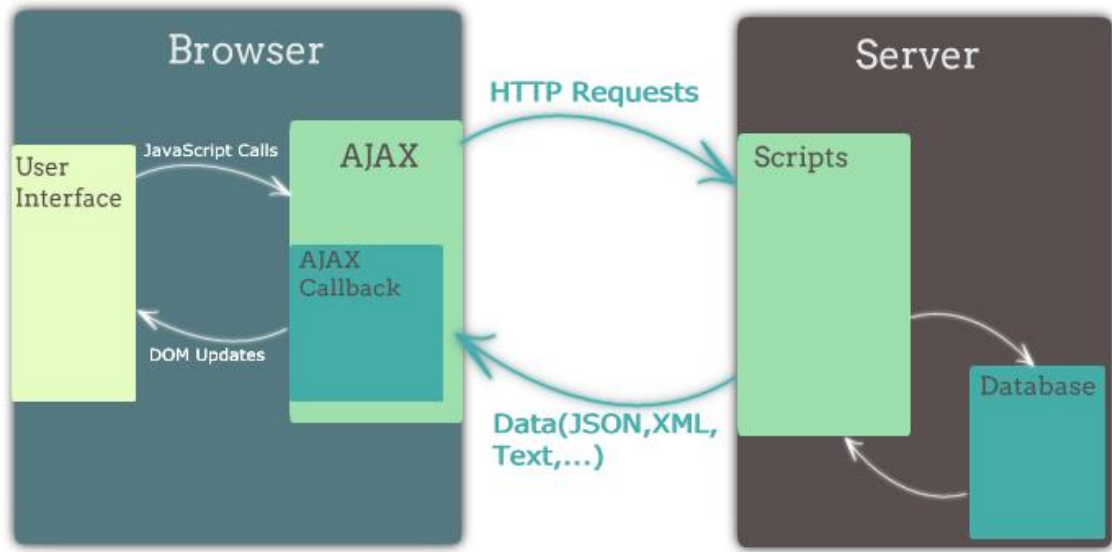 Browser
Server
HTTP Requests
JavaScript Calls
AJAX
User
Interface
Scripts
AJAX
Callback
DOM Updates
Database
Data(JSON,XML,
Text,...)